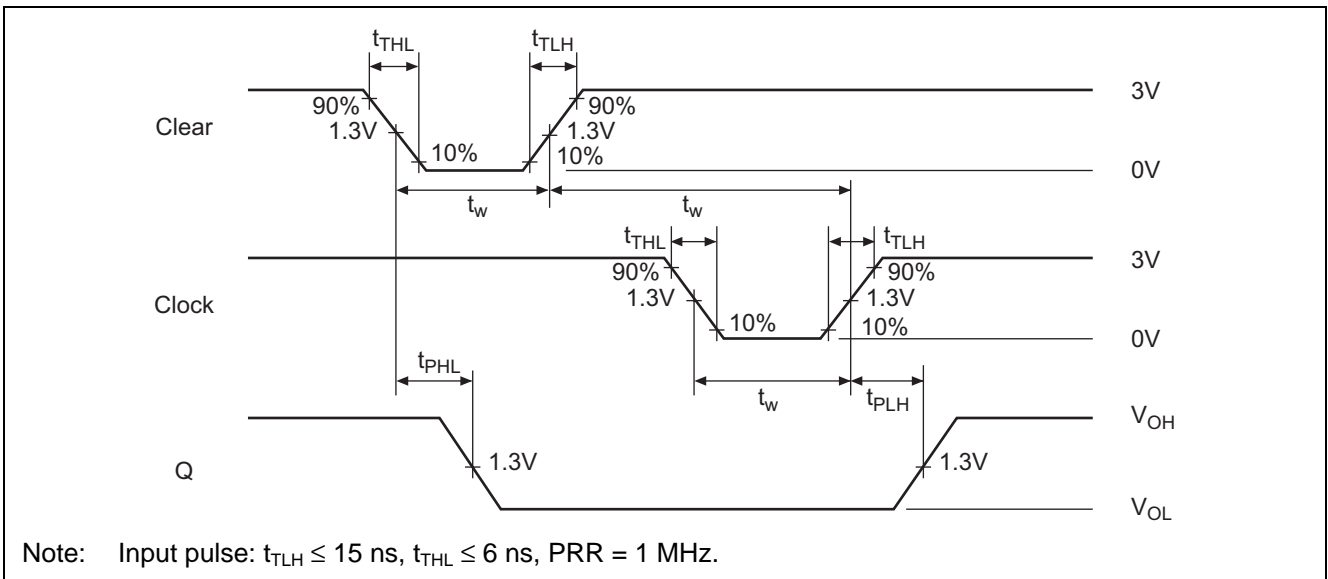 tTHL tTLH
3V
90% 90%
Clear 1.3V 1.3V
10% 10%
0V
tw tw
tTHL tTLH
3V
90% 90%
Clock 1.3V 1.3V
10% 10%
0V
tPHL
tw tPLH
VOH
Q 1.3V 1.3V
VOL
Note: Input pulse: tTLH ≤ 15 ns, tTHL ≤ 6 ns, PRR = 1 MHz.